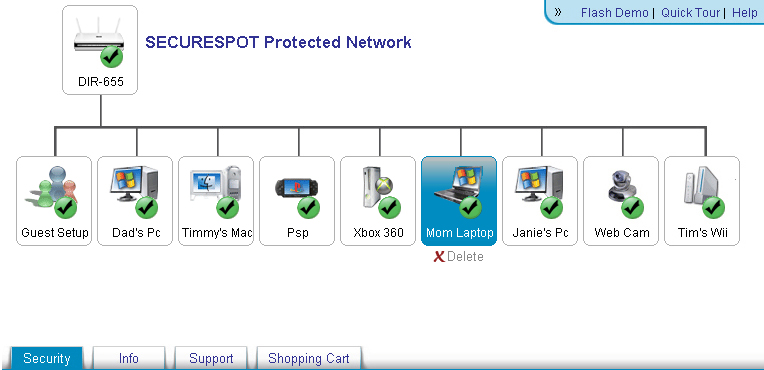 » Flash Demo | Quick Tour | Help
SECURESPOT Protected Network
DIR-655
Guest Setup
Dad's Pc
Timmy's Mac
Psp
Xbox 360
Mom Laptop
Janie's Pc
Web Cam
Tim's Wii
X Delete
Security
Info
Support
Shopping Cart